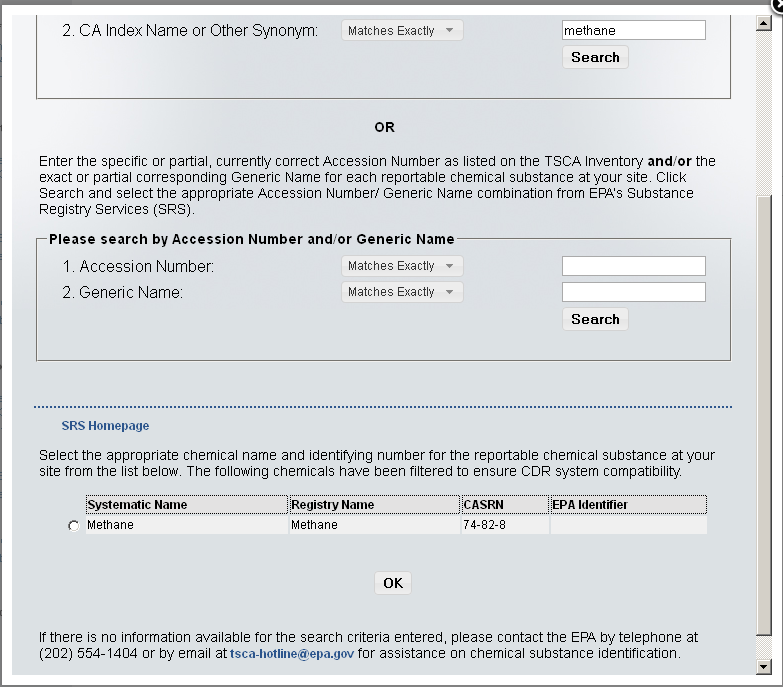 2. CA Index Name or Other Synonym: Matches Exactly methane
Search
OR
Enter the specific or partial, currently correct Accession Number as listed on the TSCA Inventory and/or the
exact or partial corresponding Generic Name for each reportable chemical substance at your site. Click
Search and select the appropriate Accession Number/ Generic Name combination from EPA's Substance
Registry Services (SRS).
Please search by Accession Number and/or Generic Name
1. Accession Number: Matches Exactly
2. Generic Name: Matches Exactly
Search
SRS Homepage
Select the appropriate chemical name and identifying number for the reportable chemical substance at your
site from the list below. The following chemicals have been filtered to ensure CDR system compatibility.
Systematic Name Registry Name CASRN EPA Identifier
Methane Methane 74-82-8
OK
If there is no information available for the search criteria entered, please contact the EPA by telephone at
(202) 554-1404 or by email at tsca-hotline@epa.gov for assistance on chemical substance identification.